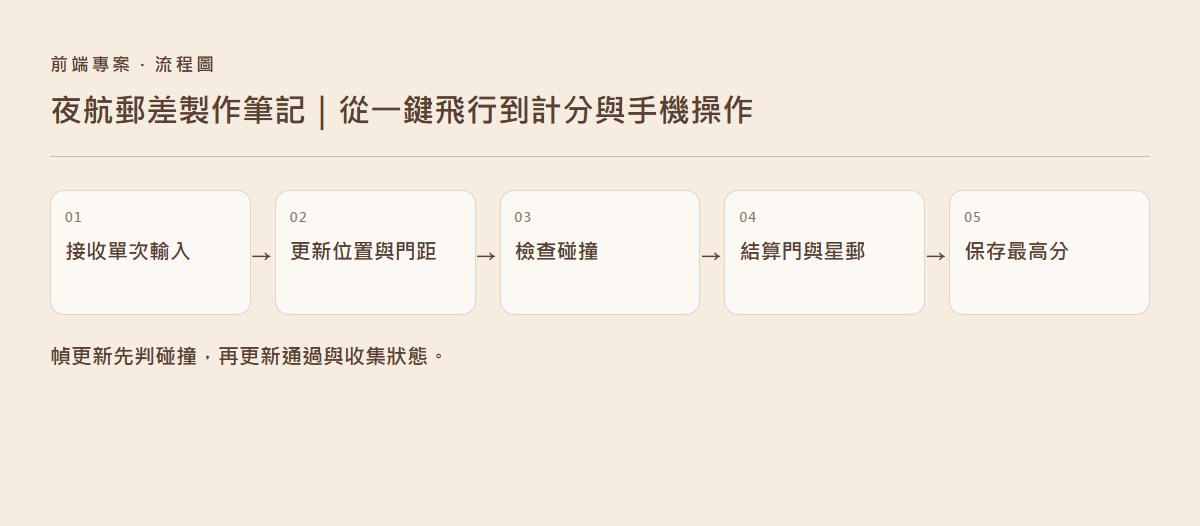 前端專案 · 流程圖
夜航郵差製作筆記｜從一鍵飛行到計分與手機操作
01
接收單次輸入
→
02
更新位置與門距
→
03
檢查碰撞
→
04
結算門與星郵
→
05
保存最高分
幀更新先判碰撞，再更新通過與收集狀態。